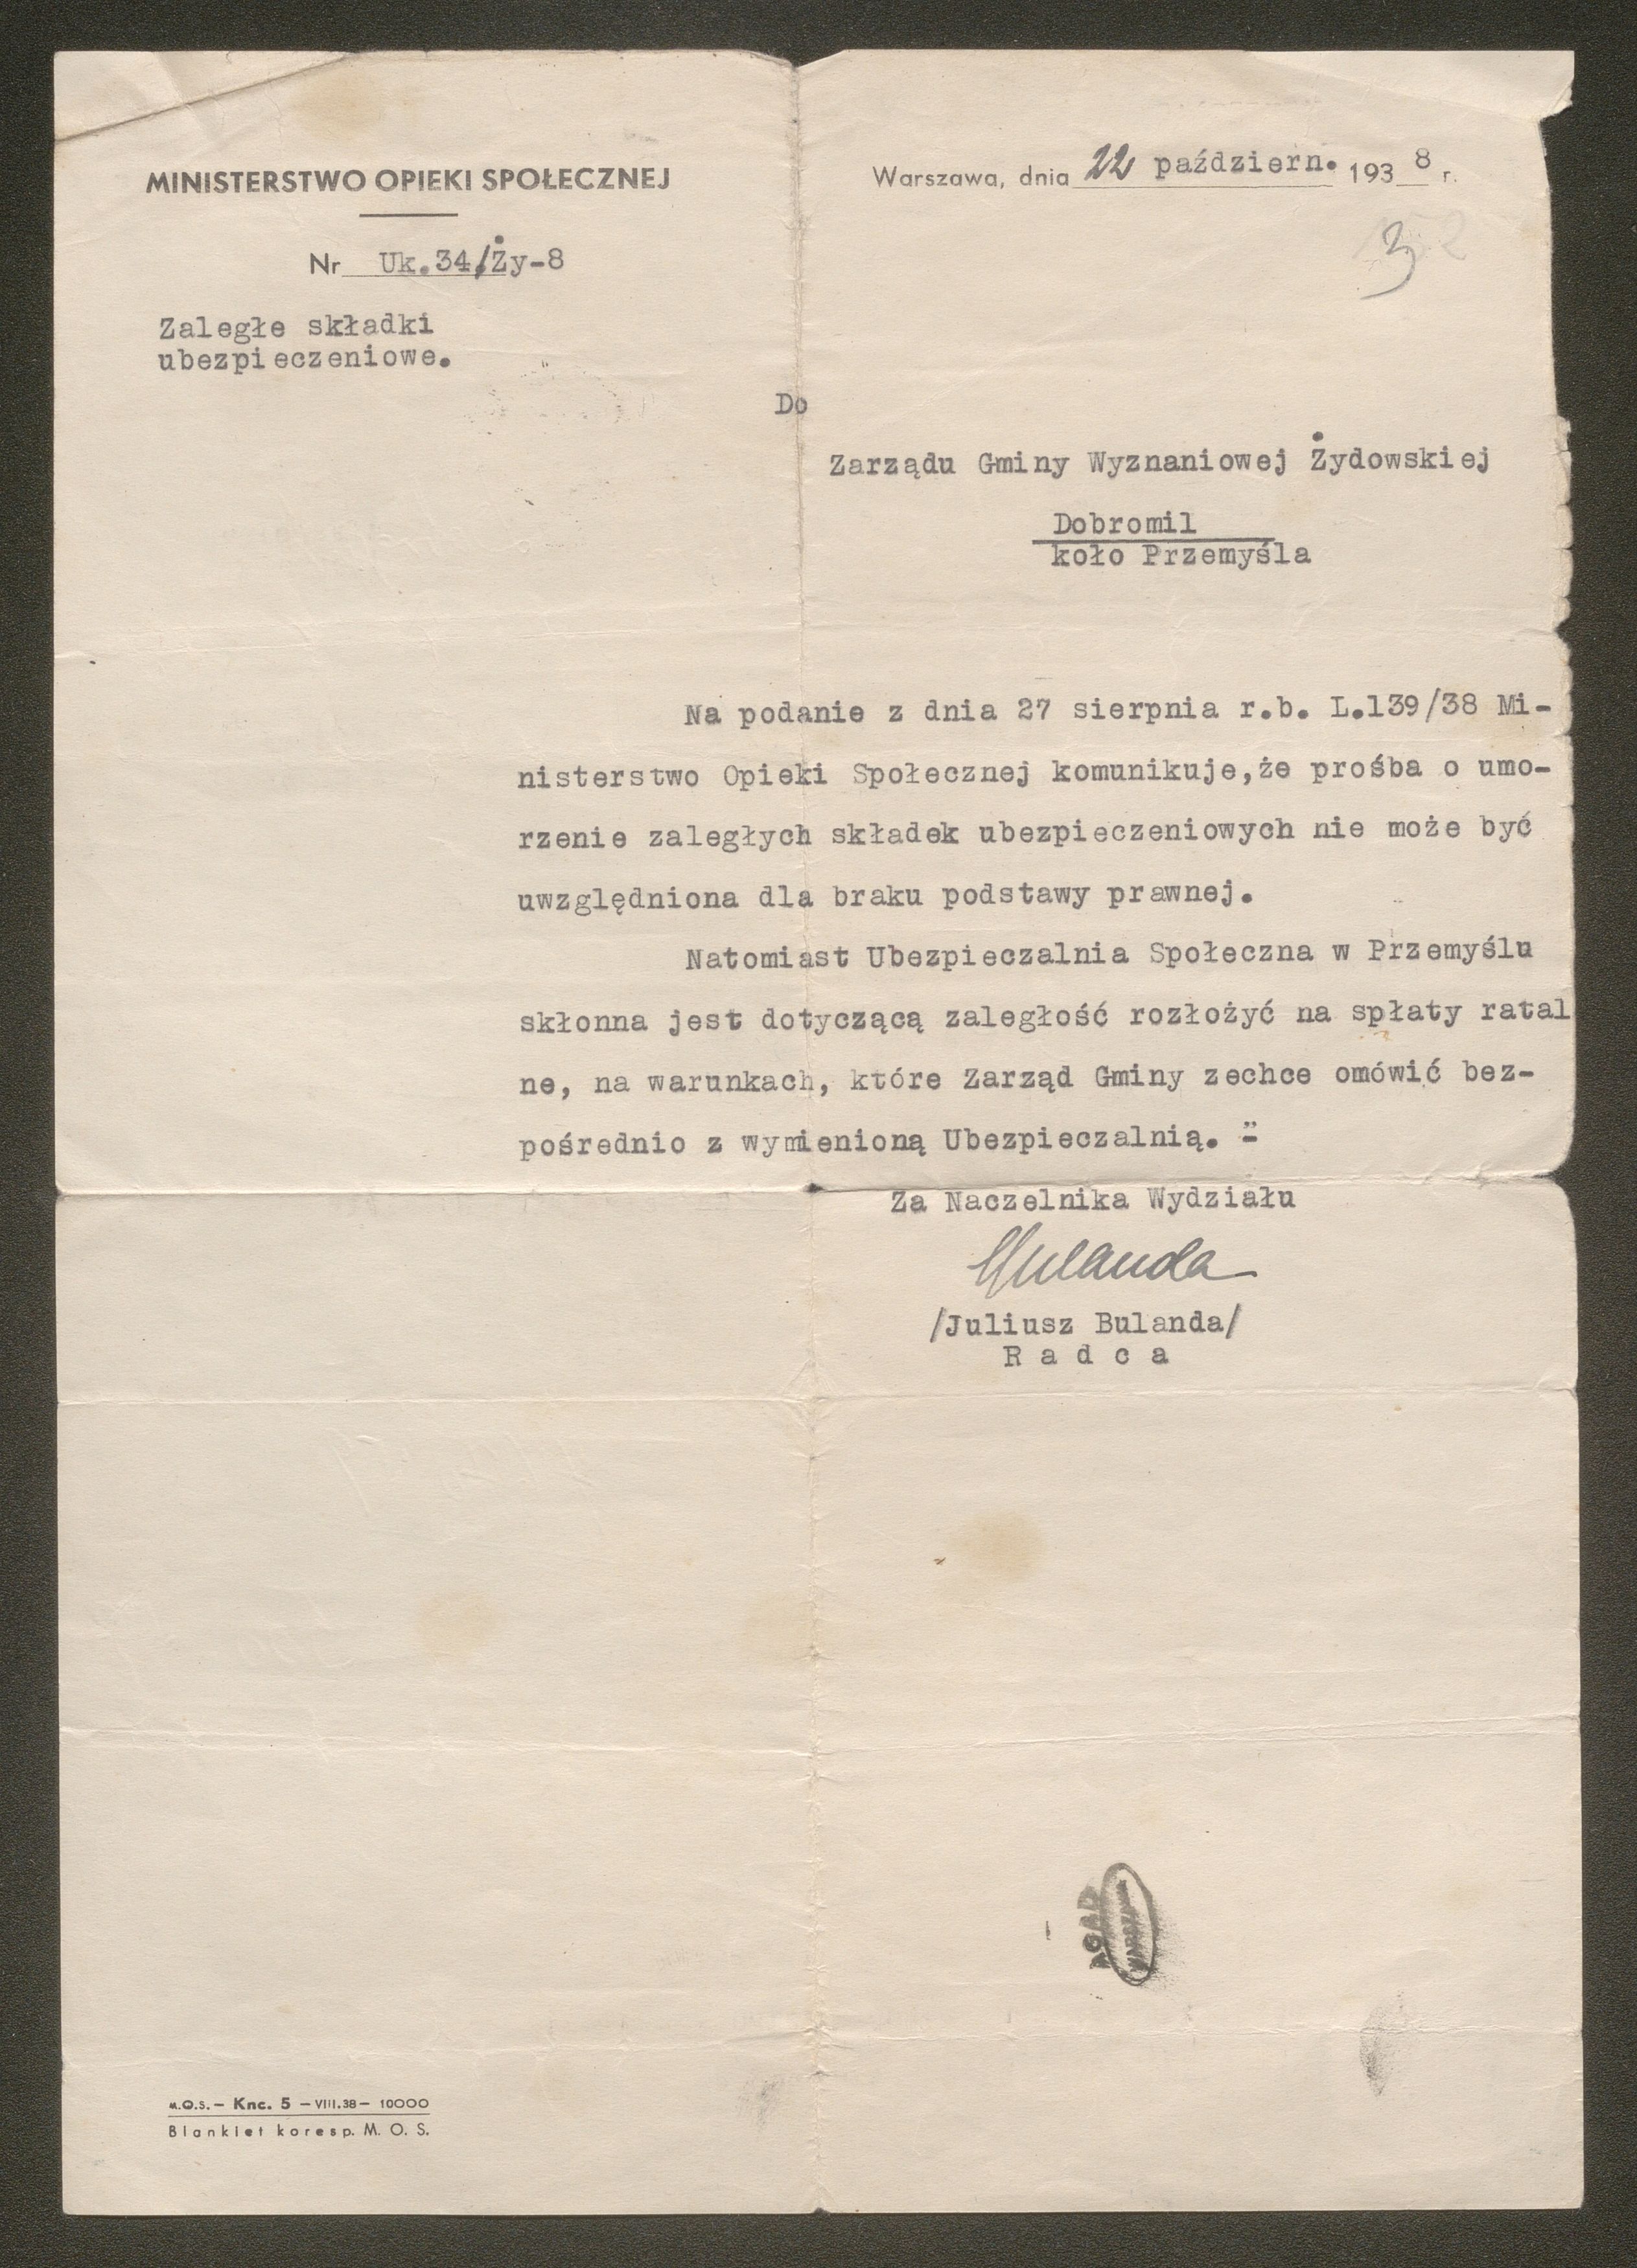 MINISTERSTWO OPIEKI SPOŁECZNEJ
Warszawa, dnia 22 październ. 1938 r.
Nr Uk.34/Ży-8
3
Zaległe składki
ubezpieczeniowe.
Do
Zarządu Gminy Wyznaniowej Żydowskiej
Dobromil
koło Przemyśla
Na podanie z dnia 27 sierpnia r.b. L.139/38 Mi-
nisterstwo Opieki Społecznej komunikuje,że prośba o umo-
rzenie zaległych składek ubezpieczeniowych nie może być
uwzględniona dla braku podstawy prawnej.
Natomiast Ubezpieczalnia Społeczna w Przemyślu
skłonna jest dotyczącą zaległość rozłożyć na spłaty ratal
ne, na warunkach, które Zarząd Gminy zechce omówić bez-
pośrednio z wymienioną Ubezpieczalnią. -
Za Naczelnika Wydziału
Bulanda
/Juliusz Bulanda/
R a d c a
AGAD
WARSZAWA
M.O.S. – Knc. 5 – VIII.38 – 10000
Blankiet koresp. M. O. S.